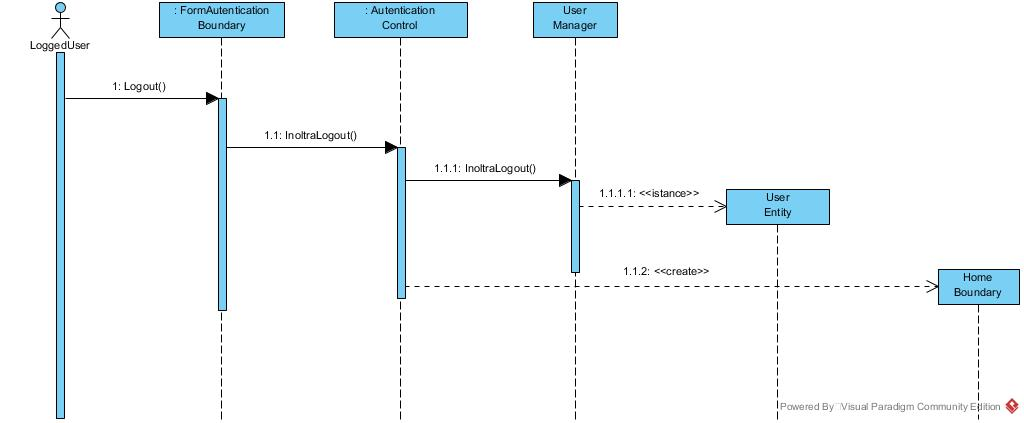 : FormAutentication
Boundary
: Autentication
Control
User
Manager
LoggedUser
1: Logout()
1.1: InoltraLogout()
1.1.1: InoltraLogout()
1.1.1.1: <<istance>>
User
Entity
1.1.2: <<create>>
Home
Boundary
Powered By Visual Paradigm Community Edition